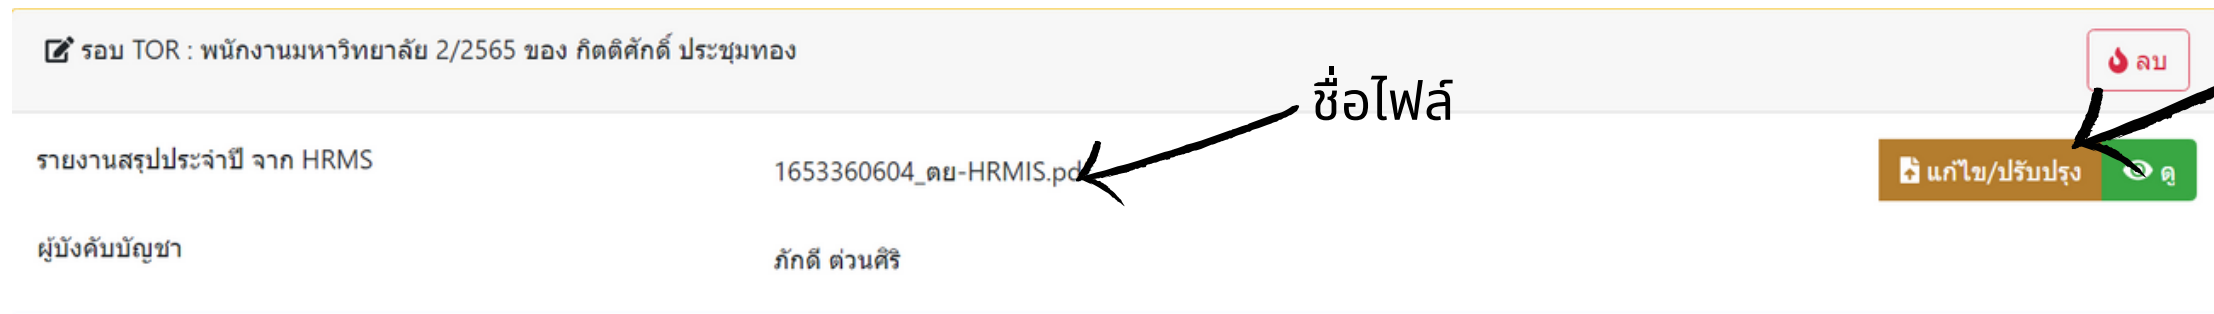 รอบ TOR : พนักงานมหาวิทยาลัย 2/2565 ของ กิตติศักดิ์ ประชุมทอง
ลบ
ชื่อไฟล์
รายงานสรุปประจำปี จาก HRMS
1653360604_ตย-HRMIS.pd
แก้ไข/ปรับปรุง
ดู
ผู้บังคับบัญชา
ภักดี ต่วนศิริ